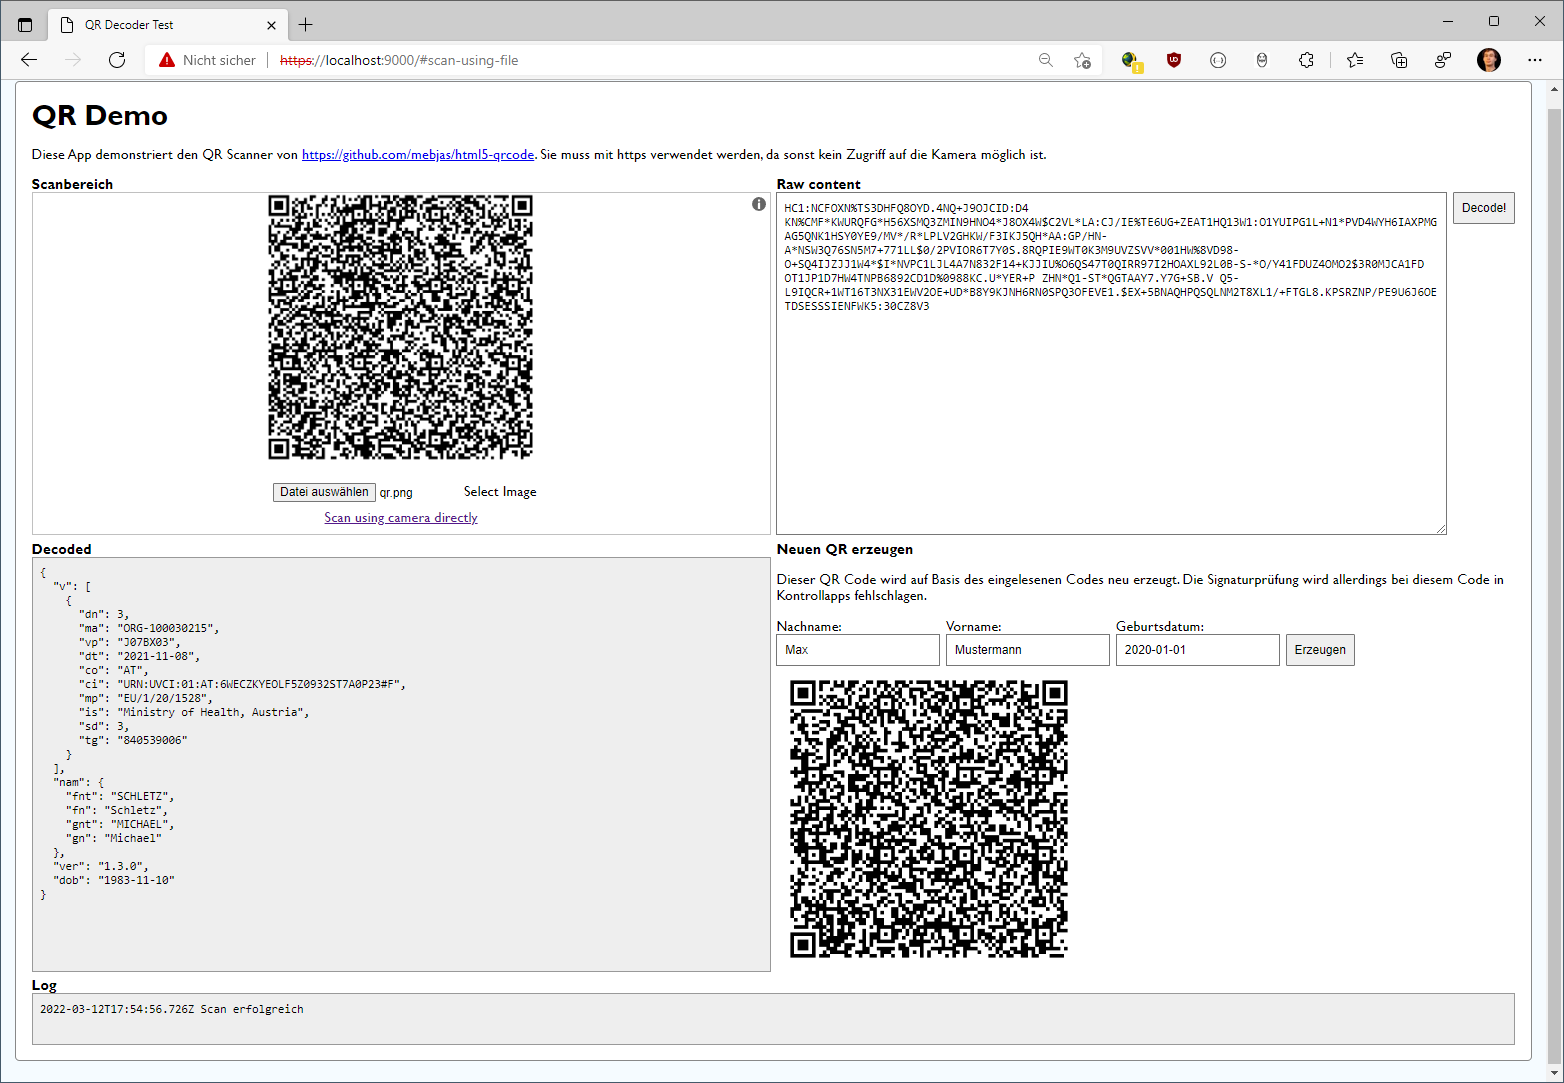 QR Decoder Test
Nicht sicher
https://localhost:9000/#scan-using-file
QR Demo
Diese App demonstriert den QR Scanner von https://github.com/mebjas/html5-qrcode. Sie muss mit https verwendet werden, da sonst kein Zugriff auf die Kamera möglich ist.
Scanbereich
Datei auswählen qr.png
Select Image
Scan using camera directly
Raw content
HC1:NCFOXN%TS3DHFQ8OYD.4NQ+J9OJCID:D4
KN%CMF*KWURQFG*H56XSMQ3ZMIN9HNO4*J8OX4W$C2VL*LA:CJ/IE%TE6UG+ZEAT1HQ13W1:O1YUIPG1L+N1*PVD4WYH6IAXPMG
AG5QNK1HSY0YE9/MV*/R*LPLV2GHKW/F3IKJ5QH*AA:GP/HN-
A*NSW3Q76SN5M7+771LL$0/2PVIOR6T7Y0S.8RQPIE9WT0K3M9UVZSVV*001HW%8VD98-
O+SQ4IJZJJ1W4*$I*NVPC1LJL4A7N832F14+KJJIU%O6QS47T0QIRR97I2HOAXL92L0B-S-*O/Y41FDUZ4OMO2$3R0MJCA1FD
OT1JP1D7HW4TNPB6892CD1D%0988KC.U*YER+P ZHN*Q1-ST*QGTAAY7.Y7G+SB.V Q5-
L9IQCR+1WT16T3NX31EWV2OE+UD*B8Y9KJNH6RN0SPQ3OFEVE1.$EX+5BNAQHPQSQLNM2T8XL1/+FTGL8.KPSRZNP/PE9U6J6OE
TDSESSSIENFWK5:30CZ8V3
Decode!
Decoded
{
"v": [
{
"dn": 3,
"ma": "ORG-100030215",
"vp": "J07BX03",
"dt": "2021-11-08",
"co": "AT",
"ci": "URN:UVCI:01:AT:6WECZKYEOLF5Z0932ST7A0P23#F",
"mp": "EU/1/20/1528",
"is": "Ministry of Health, Austria",
"sd": 3,
"tg": "840539006"
}
],
"nam": {
"fnt": "SCHLETZ",
"fn": "Schletz",
"gnt": "MICHAEL",
"gn": "Michael"
},
"ver": "1.3.0",
"dob": "1983-11-10"
}
Neuen QR erzeugen
Dieser QR Code wird auf Basis des eingelesenen Codes neu erzeugt. Die Signaturprüfung wird allerdings bei diesem Code in
Kontrollapps fehlschlagen.
Nachname: Vorname: Geburtsdatum:
Max Mustermann 2020-01-01 Erzeugen
Log
2022-03-12T17:54:56.726Z Scan erfolgreich